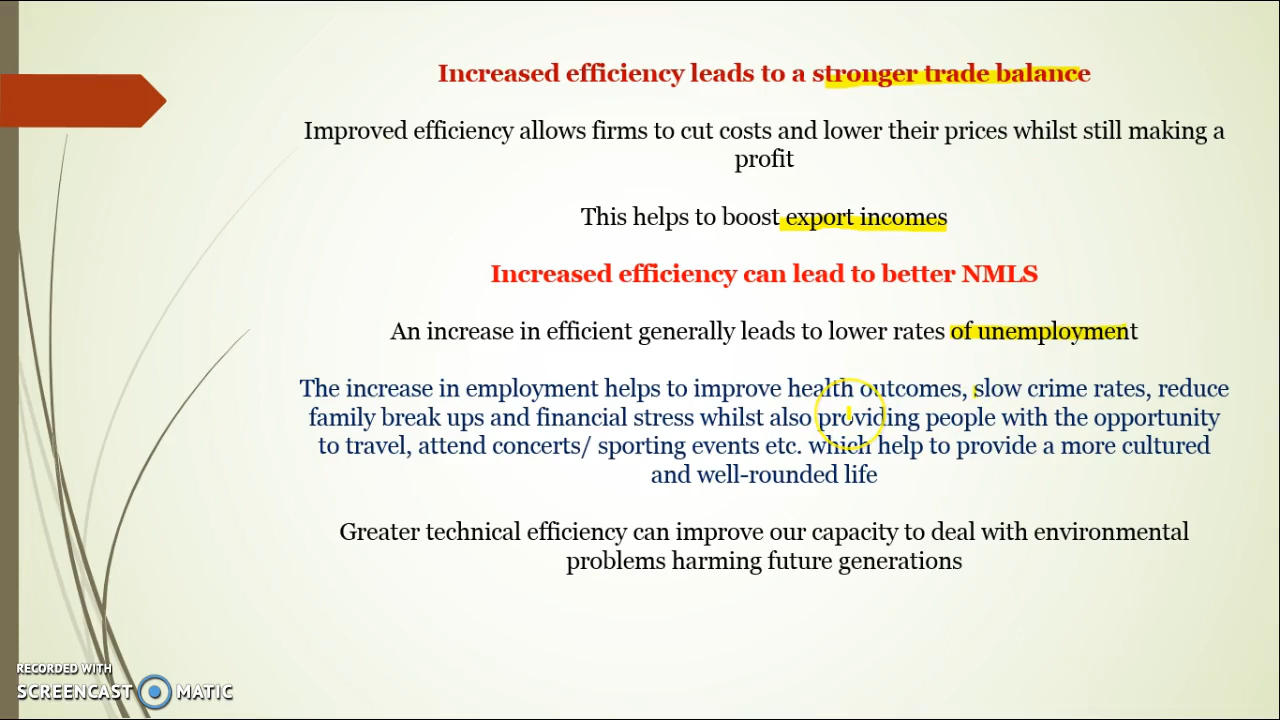 Increased efficiency leads to a stronger trade balance
Improved efficiency allows firms to cut costs and lower their prices whilst still making a
profit
This helps to boost export incomes
Increased efficiency can lead to better NMLS
An increase in efficient generally leads to lower rates of unemployment
The increase in employment helps to improve health outcomes, slow crime rates, reduce
family break ups and financial stress whilst also providing people with the opportunity
to travel, attend concerts/ sporting events etc. which help to provide a more cultured
and well-rounded life
Greater technical efficiency can improve our capacity to deal with environmental
problems harming future generations
RECORDED WITH
SCREENCAST MATIC